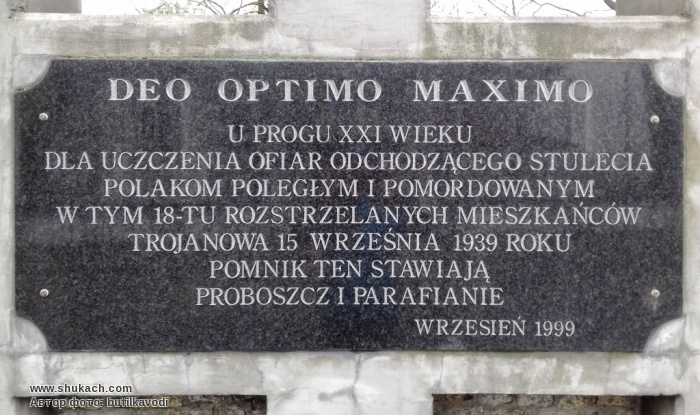 DEO OPTIMO MAXIMO
U PROGU XXI WIEKU
DLA UCZCZENIA OFIAR ODCHODZĄCEGO STULECIA
POLAKOM POLEGŁYM I POMORDOWANYM
W TYM 18-TU ROZSTRZELANYCH MIESZKAŃCÓW
TROJANOWA 15 WRZEŚNIA 1939 ROKU
POMNIK TEN STAWIAJĄ
PROBOSZCZ I PARAFIANIE
WRZESIEŃ 1999
www.shukach.com
Автор фото: butilkavodi